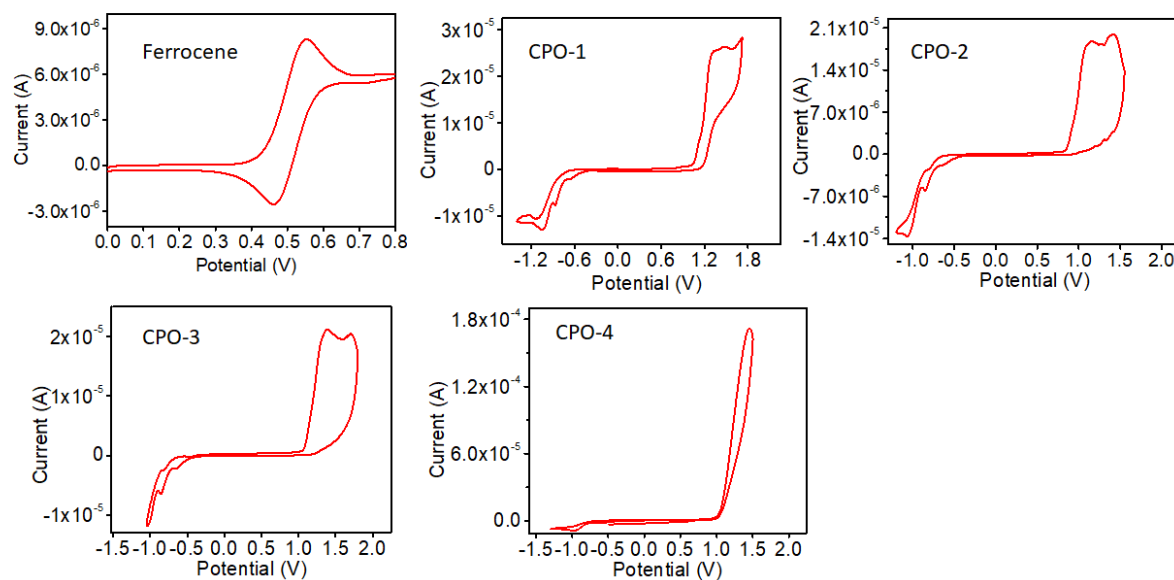 Ferrocene
Current (A)
9.0x10⁻⁶
6.0x10⁻⁶
3.0x10⁻⁶
0.0
-3.0x10⁻⁶
0.0 0.1 0.2 0.3 0.4 0.5 0.6 0.7 0.8
Potential (V)
CPO-1
Current (A)
3x10⁻⁵
2x10⁻⁵
1x10⁻⁵
0
-1x10⁻⁵
-1.2 -0.6 0.0 0.6 1.2 1.8
Potential (V)
CPO-2
Current (A)
2.1x10⁻⁵
1.4x10⁻⁵
7.0x10⁻⁶
0.0
-7.0x10⁻⁶
-1.4x10⁻⁵
-1.0 -0.5 0.0 0.5 1.0 1.5 2.0
Potential (V)
CPO-3
Current (A)
2x10⁻⁵
1x10⁻⁵
0
-1x10⁻⁵
-1.5 -1.0 -0.5 0.0 0.5 1.0 1.5 2.0
Potential (V)
CPO-4
Current (A)
1.8x10⁻⁴
1.2x10⁻⁴
6.0x10⁻⁵
0.0
-1.5 -1.0 -0.5 0.0 0.5 1.0 1.5 2.0
Potential (V)